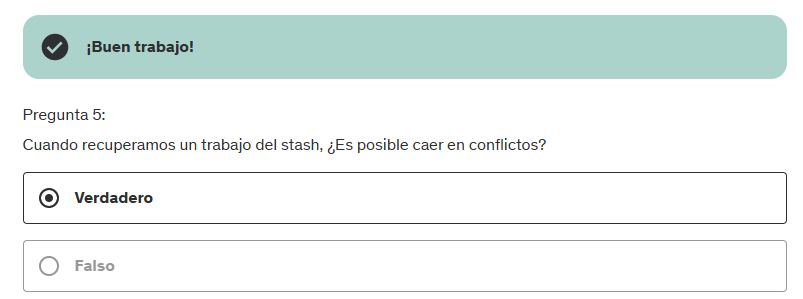 ¡Buen trabajo!
Pregunta 5:
Cuando recuperamos un trabajo del stash, ¿Es posible caer en conflictos?
Verdadero
Falso